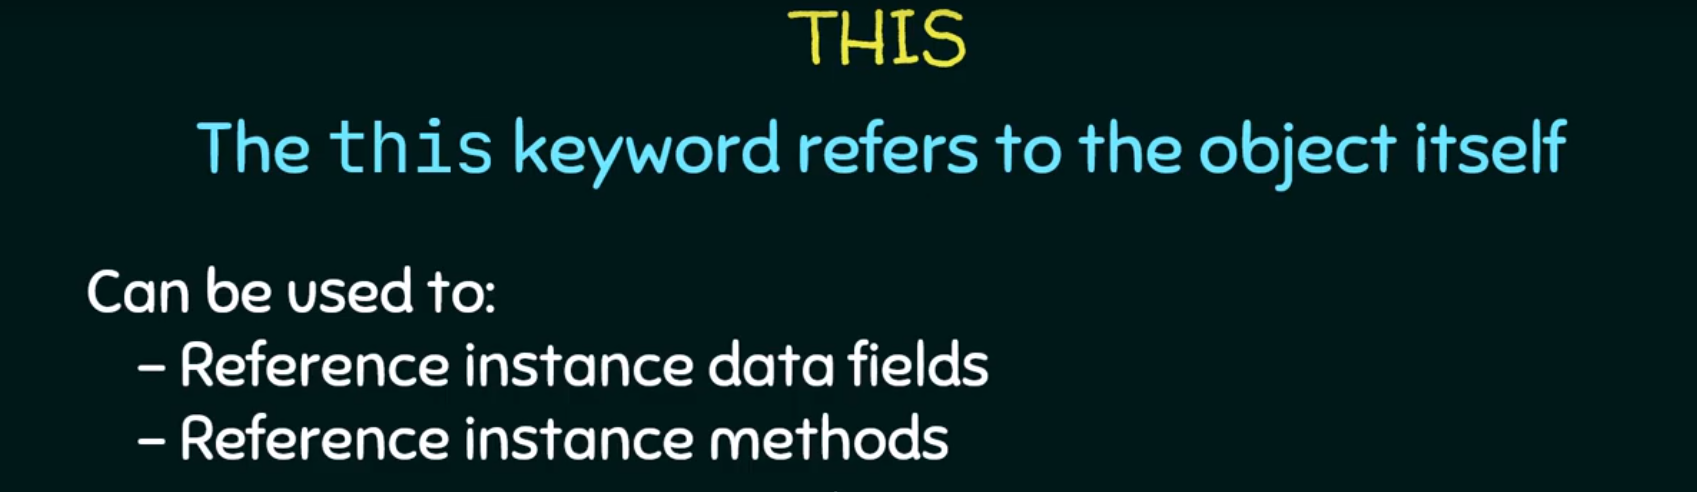 THIS
The this keyword refers to the object itself
Can be used to:
– Reference instance data fields
– Reference instance methods